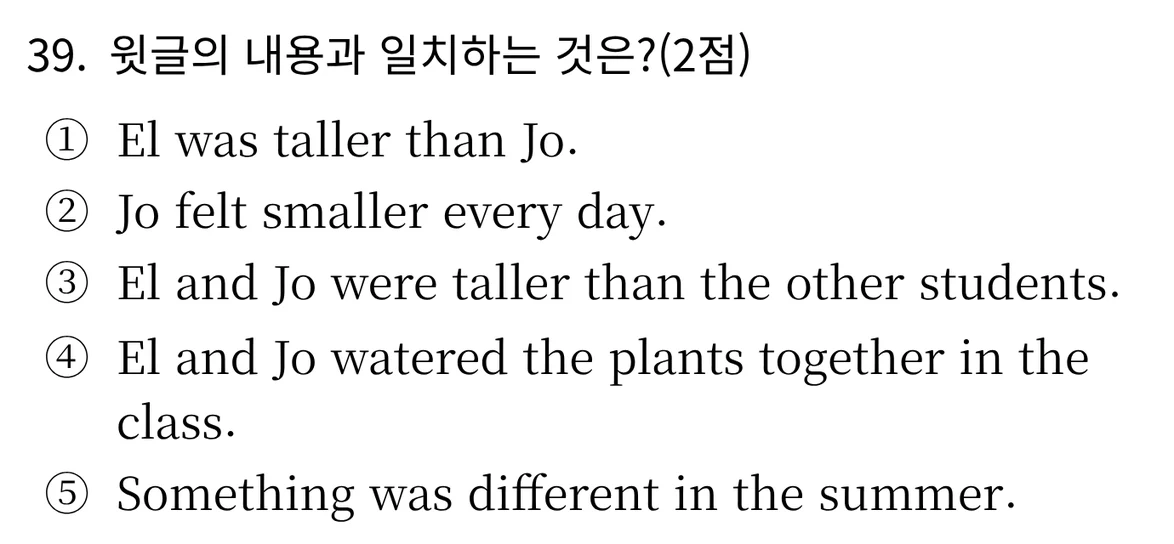 39. 윗글의 내용과 일치하는 것은?(2점)
① El was taller than Jo.
② Jo felt smaller every day.
③ El and Jo were taller than the other students.
④ El and Jo watered the plants together in the
class.
⑤ Something was different in the summer.